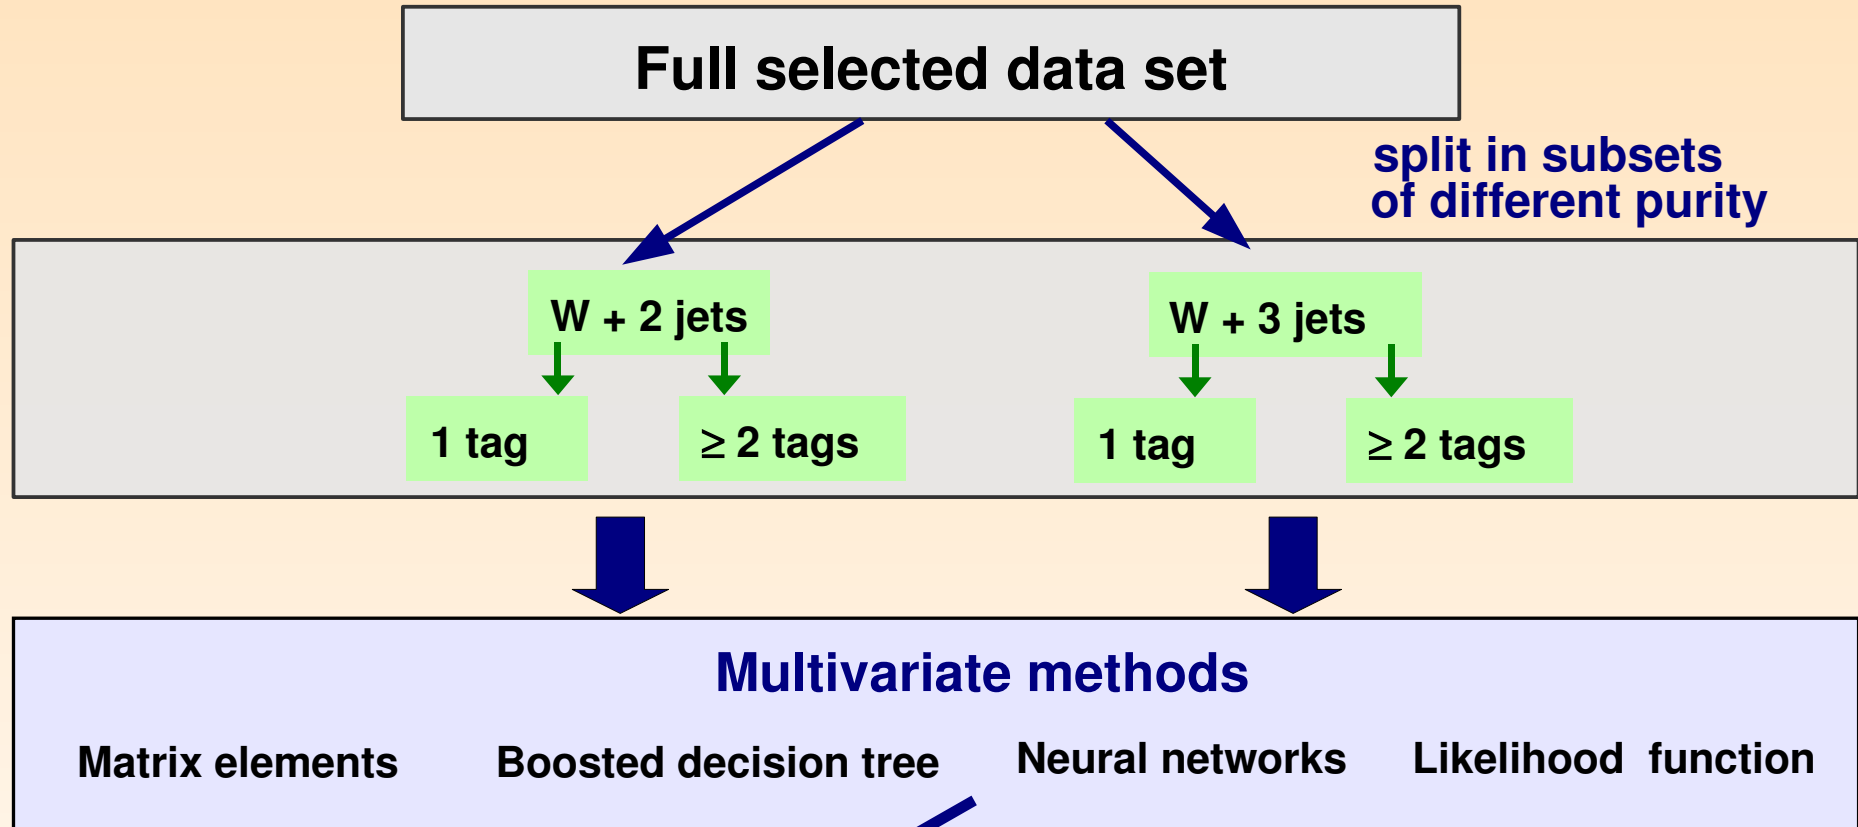 Full selected data set
split in subsets
of different purity
W + 2 jets
W + 3 jets
1 tag
≥ 2 tags
1 tag
≥ 2 tags
Multivariate methods
Matrix elements
Boosted decision tree
Neural networks
Likelihood function